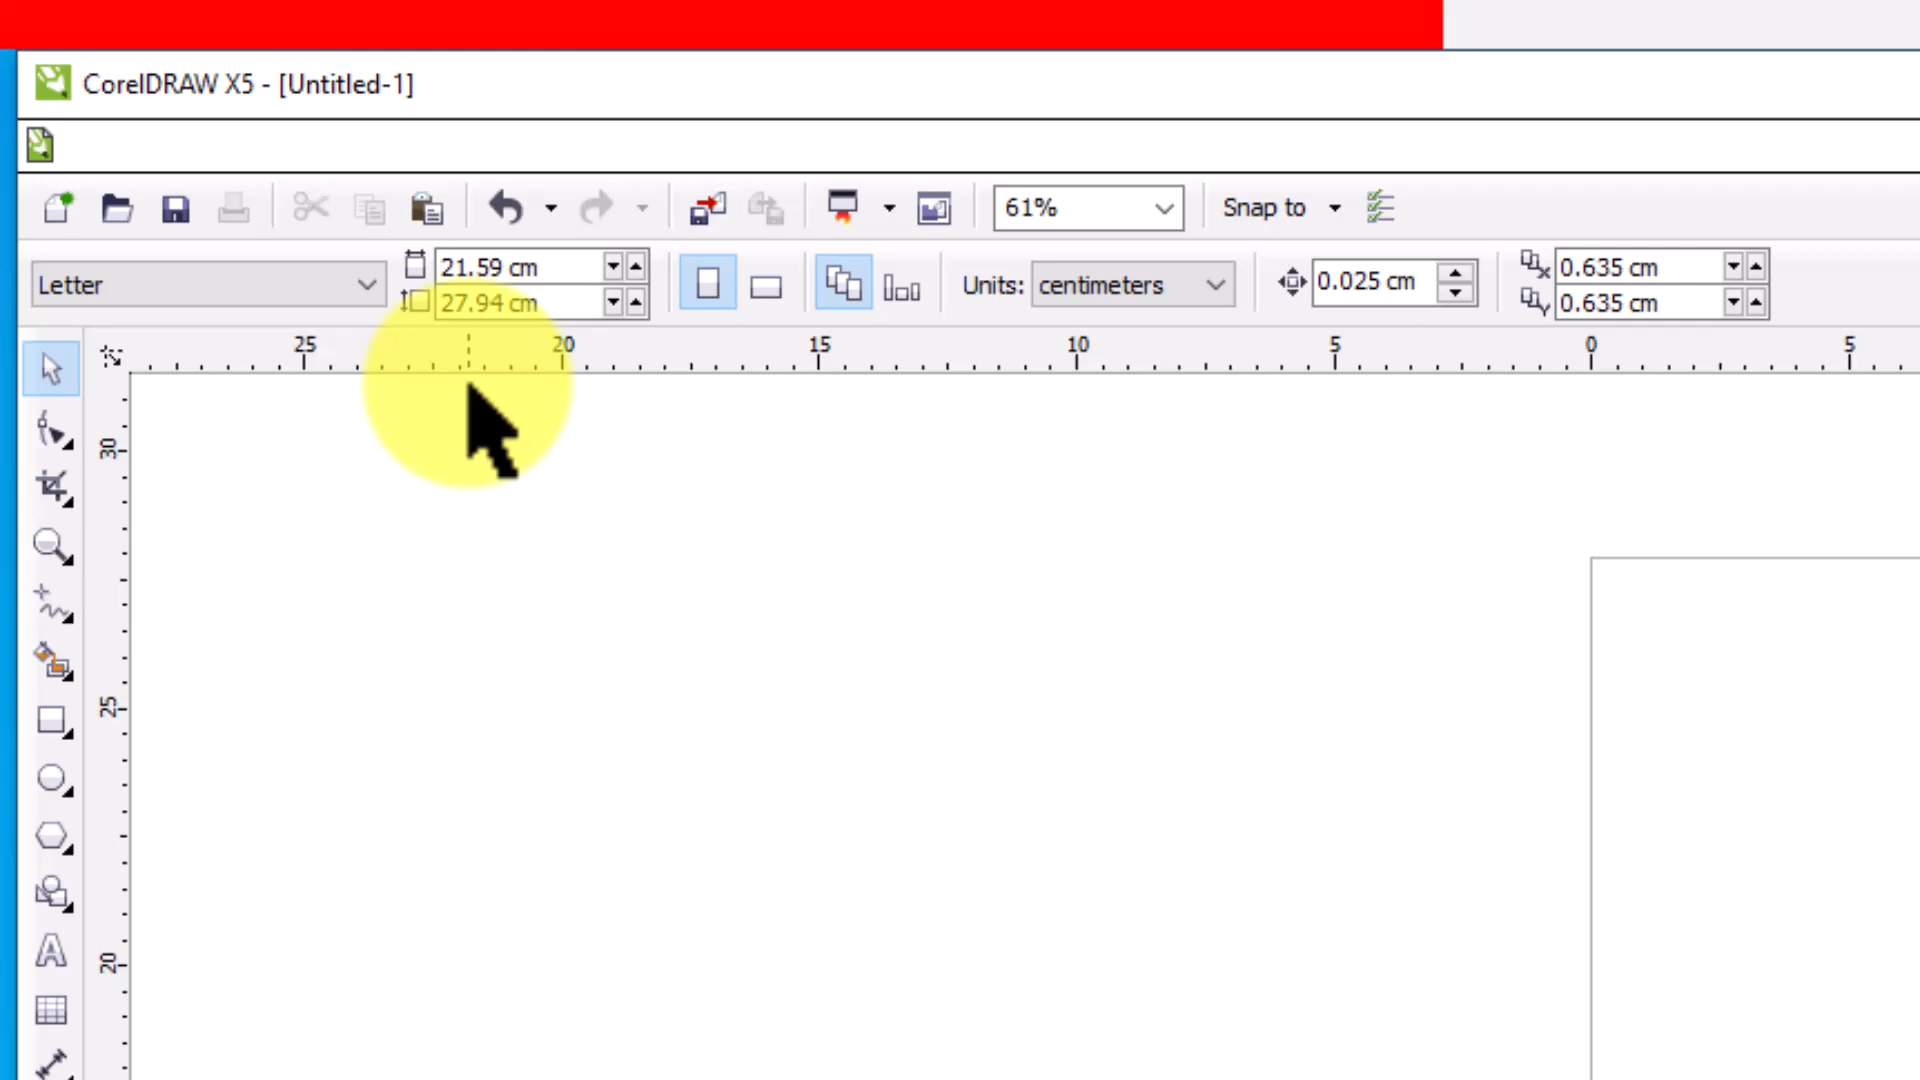 CorelDRAW X5 - [Untitled-1]
61%
Snap to
Letter
21.59 cm
27.94 cm
Units: centimeters
0.025 cm
0.635 cm
0.635 cm
25 20 15 10 5 0 5
30
25
20